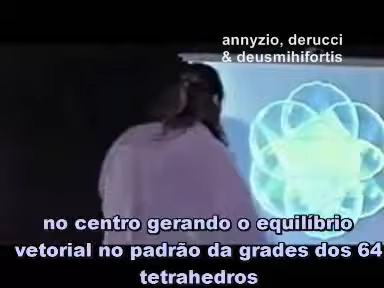 annyzio, derucci
& deusmihifortis
no centro gerando o equilíbrio
vetorial no padrão da grades dos 64
tetrahedros